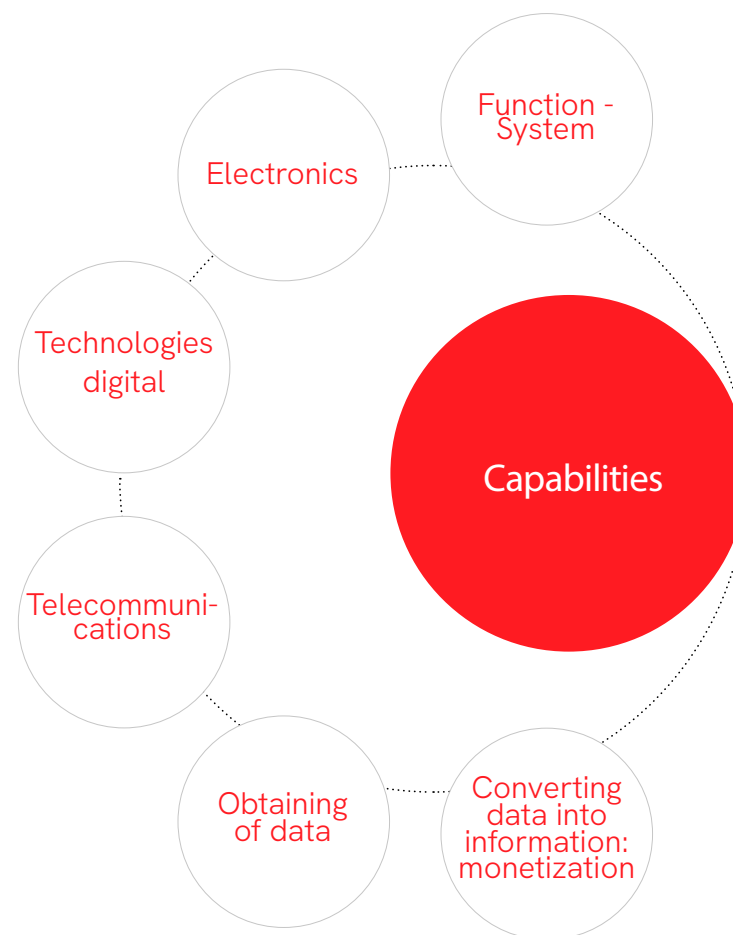 Function -
System
Electronics
Technologies
digital
Capabilities
Telecommuni-
cations
Obtaining
of data
Converting
data into
information:
monetization